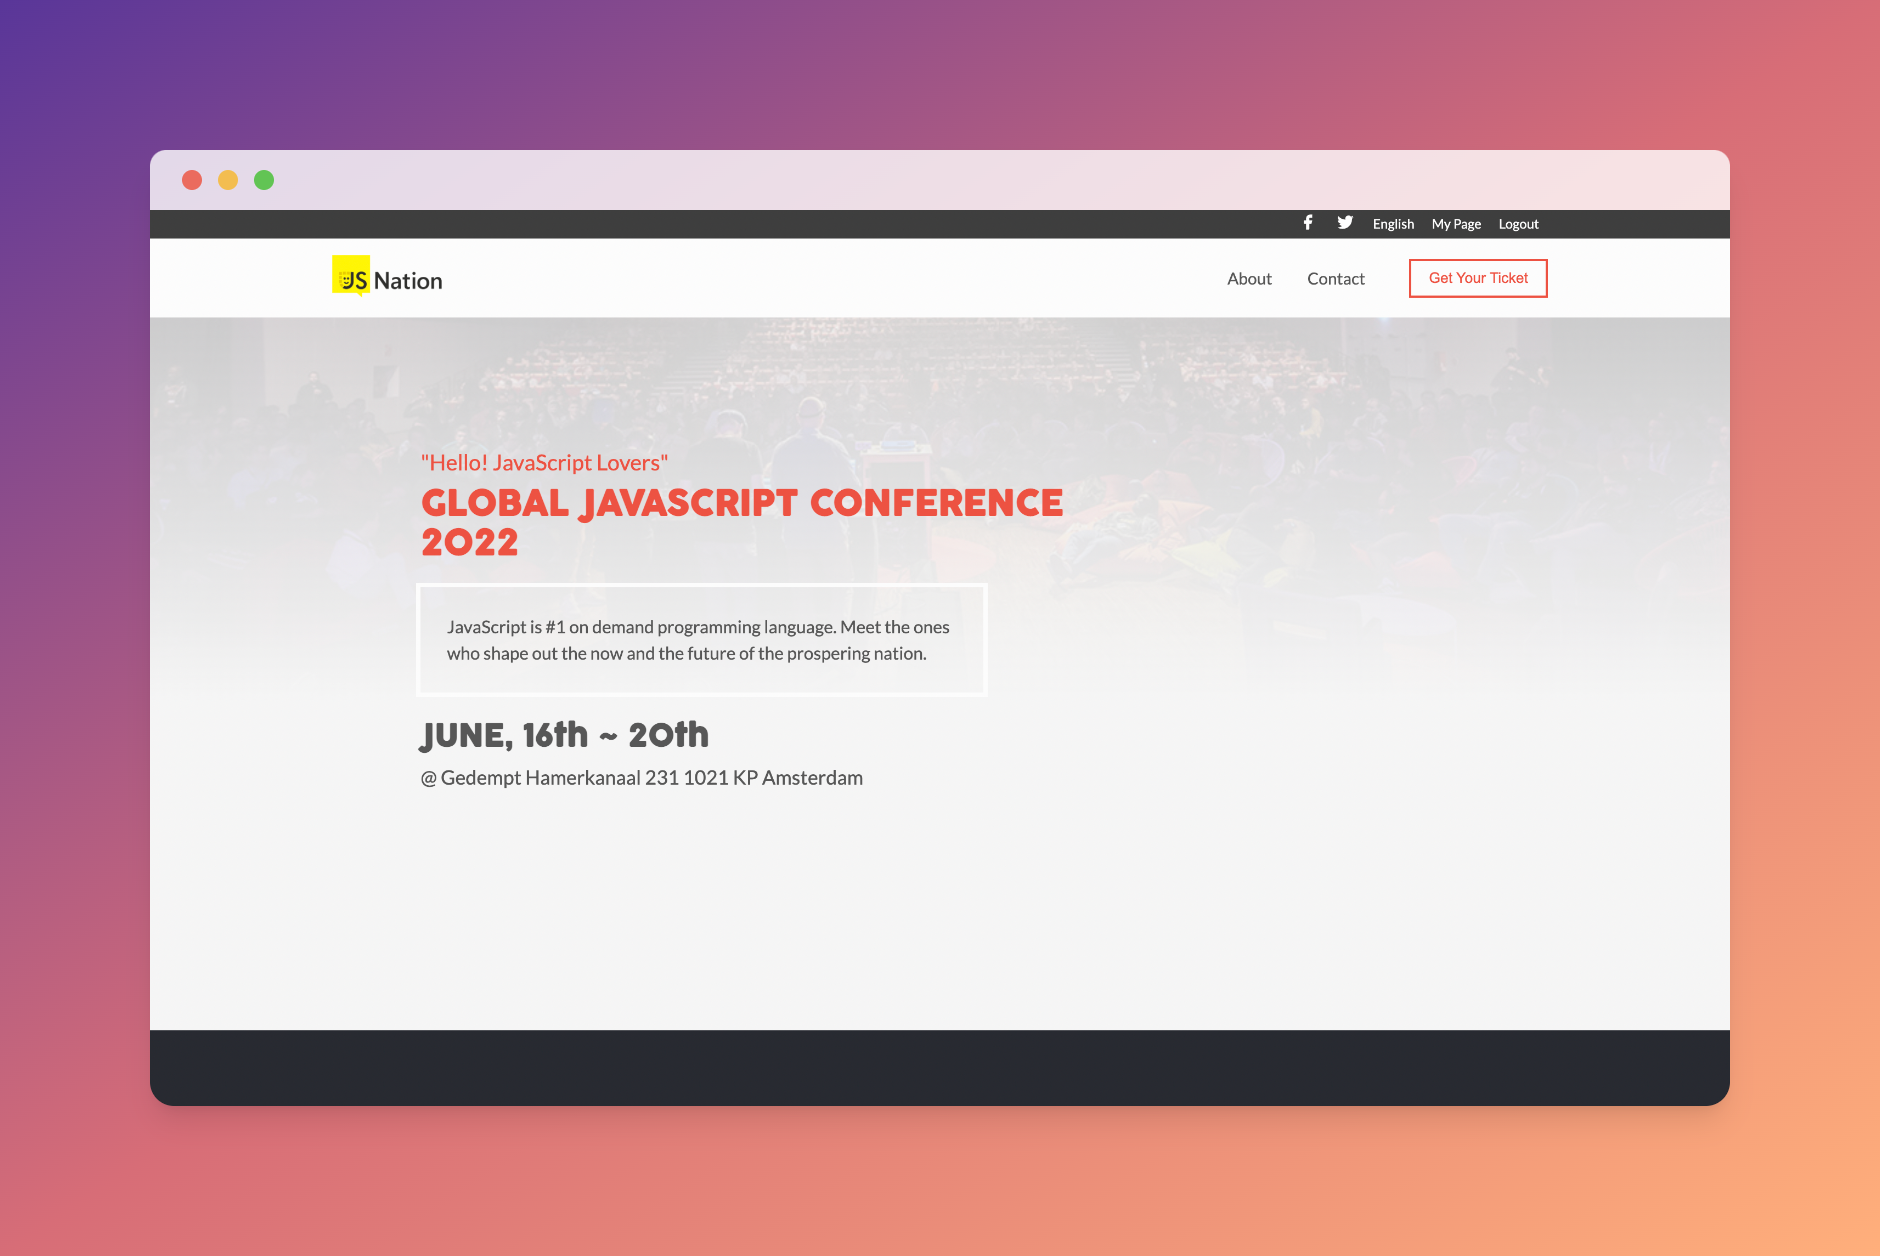 English My Page Logout
JS Nation
About Contact Get Your Ticket
"Hello! JavaScript Lovers"
GLOBAL JAVASCRIPT CONFERENCE
2022
JavaScript is #1 on demand programming language. Meet the ones
who shape out the now and the future of the prospering nation.
JUNE, 16th ~ 20th
@ Gedempt Hamerkanaal 231 1021 KP Amsterdam